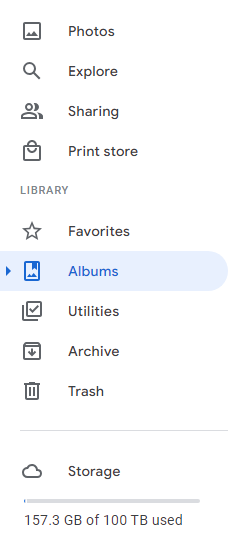 Photos
Explore
Sharing
Print store
LIBRARY
Favorites
Albums
Utilities
Archive
Trash
Storage
157.3 GB of 100 TB used